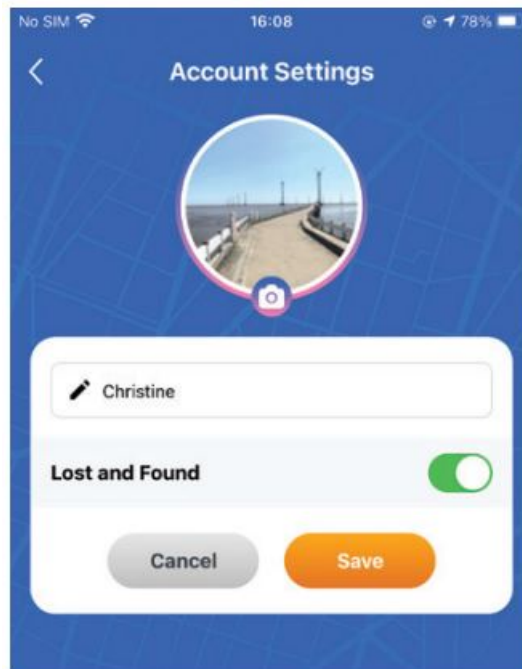 No SIM 16:08 78%
Account Settings
Christine
Lost and Found
Cancel Save